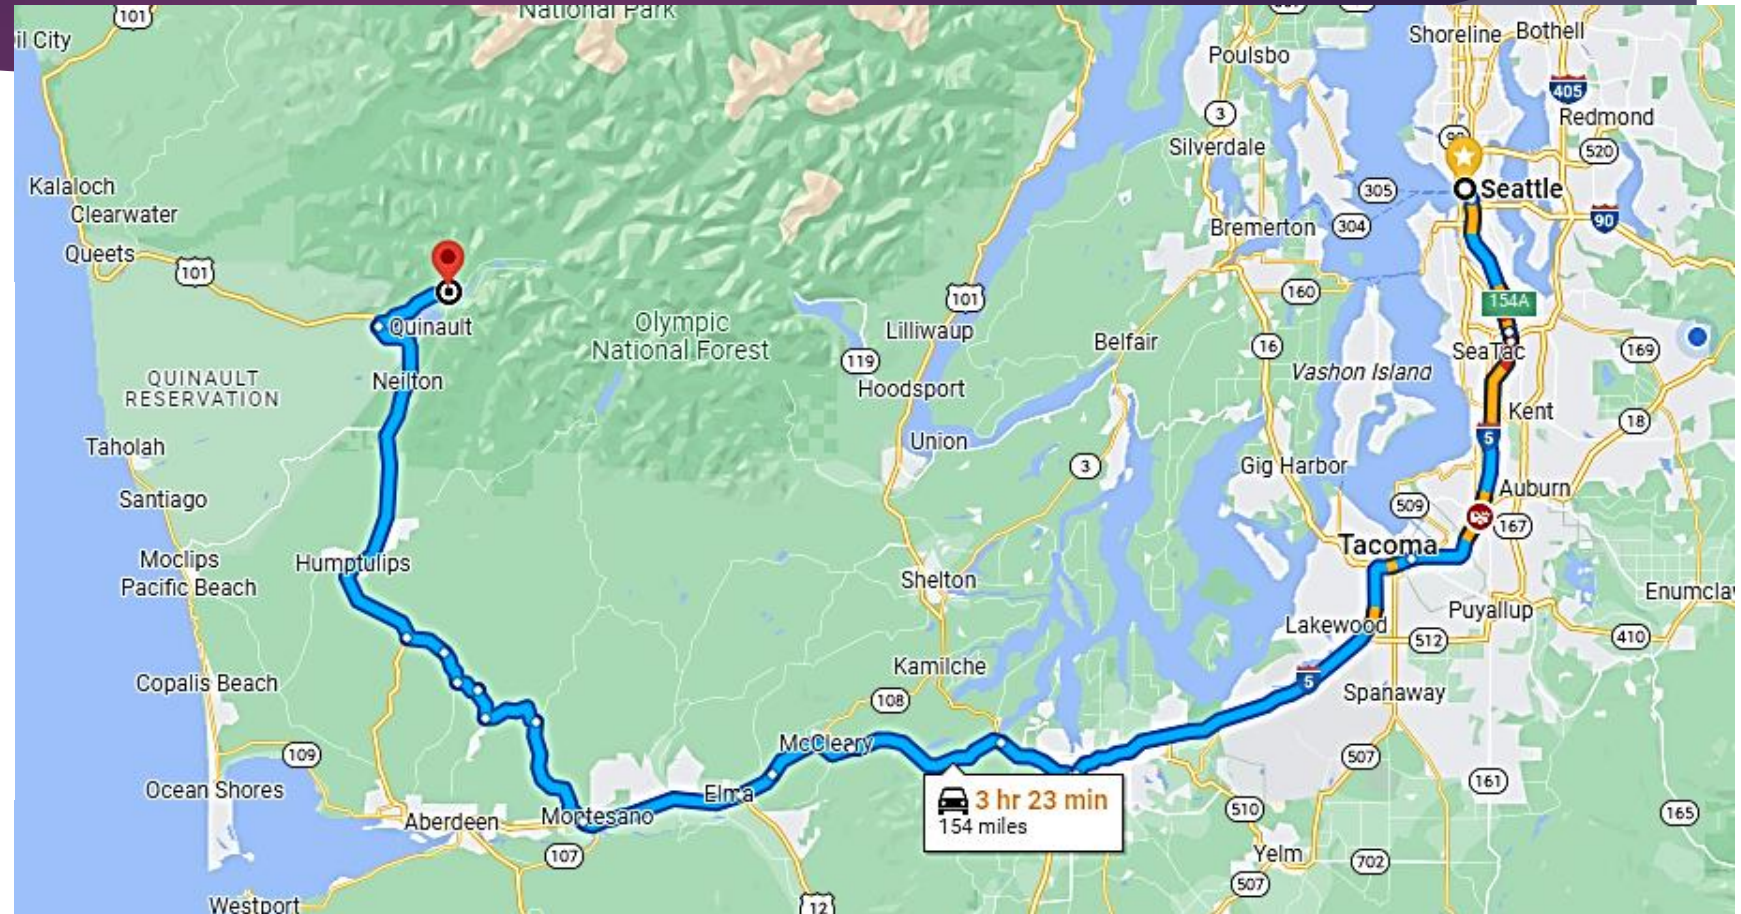 National Park
101
il City
Shoreline
Bothell
Poulsbo
405
Redmond
3
Silverdale
520
Kalaloch
Clearwater
305
Seattle
Queets
Bremerton
304
90
101
160
154A
101
Quinault
Olympic
National Forest
Lilliwaup
Belfair
16
SeaTac
169
119
Vashon Island
QUINAULT
RESERVATION
Neilton
Hoodsport
Kent
18
Taholah
Union
5
3
Gig Harbor
Auburn
Santiago
509
167
Tacoma
Moclips
Humptulips
Pacific Beach
Shelton
Enumcla
Puyallup
Lakewood
512
410
Kamilche
Copalis Beach
5
108
Spanaway
McCleary
109
507
161
Ocean Shores
Elma
3 hr 23 min
154 miles
510
165
Aberdeen
Montesano
107
Yelm
702
507
Westport
12